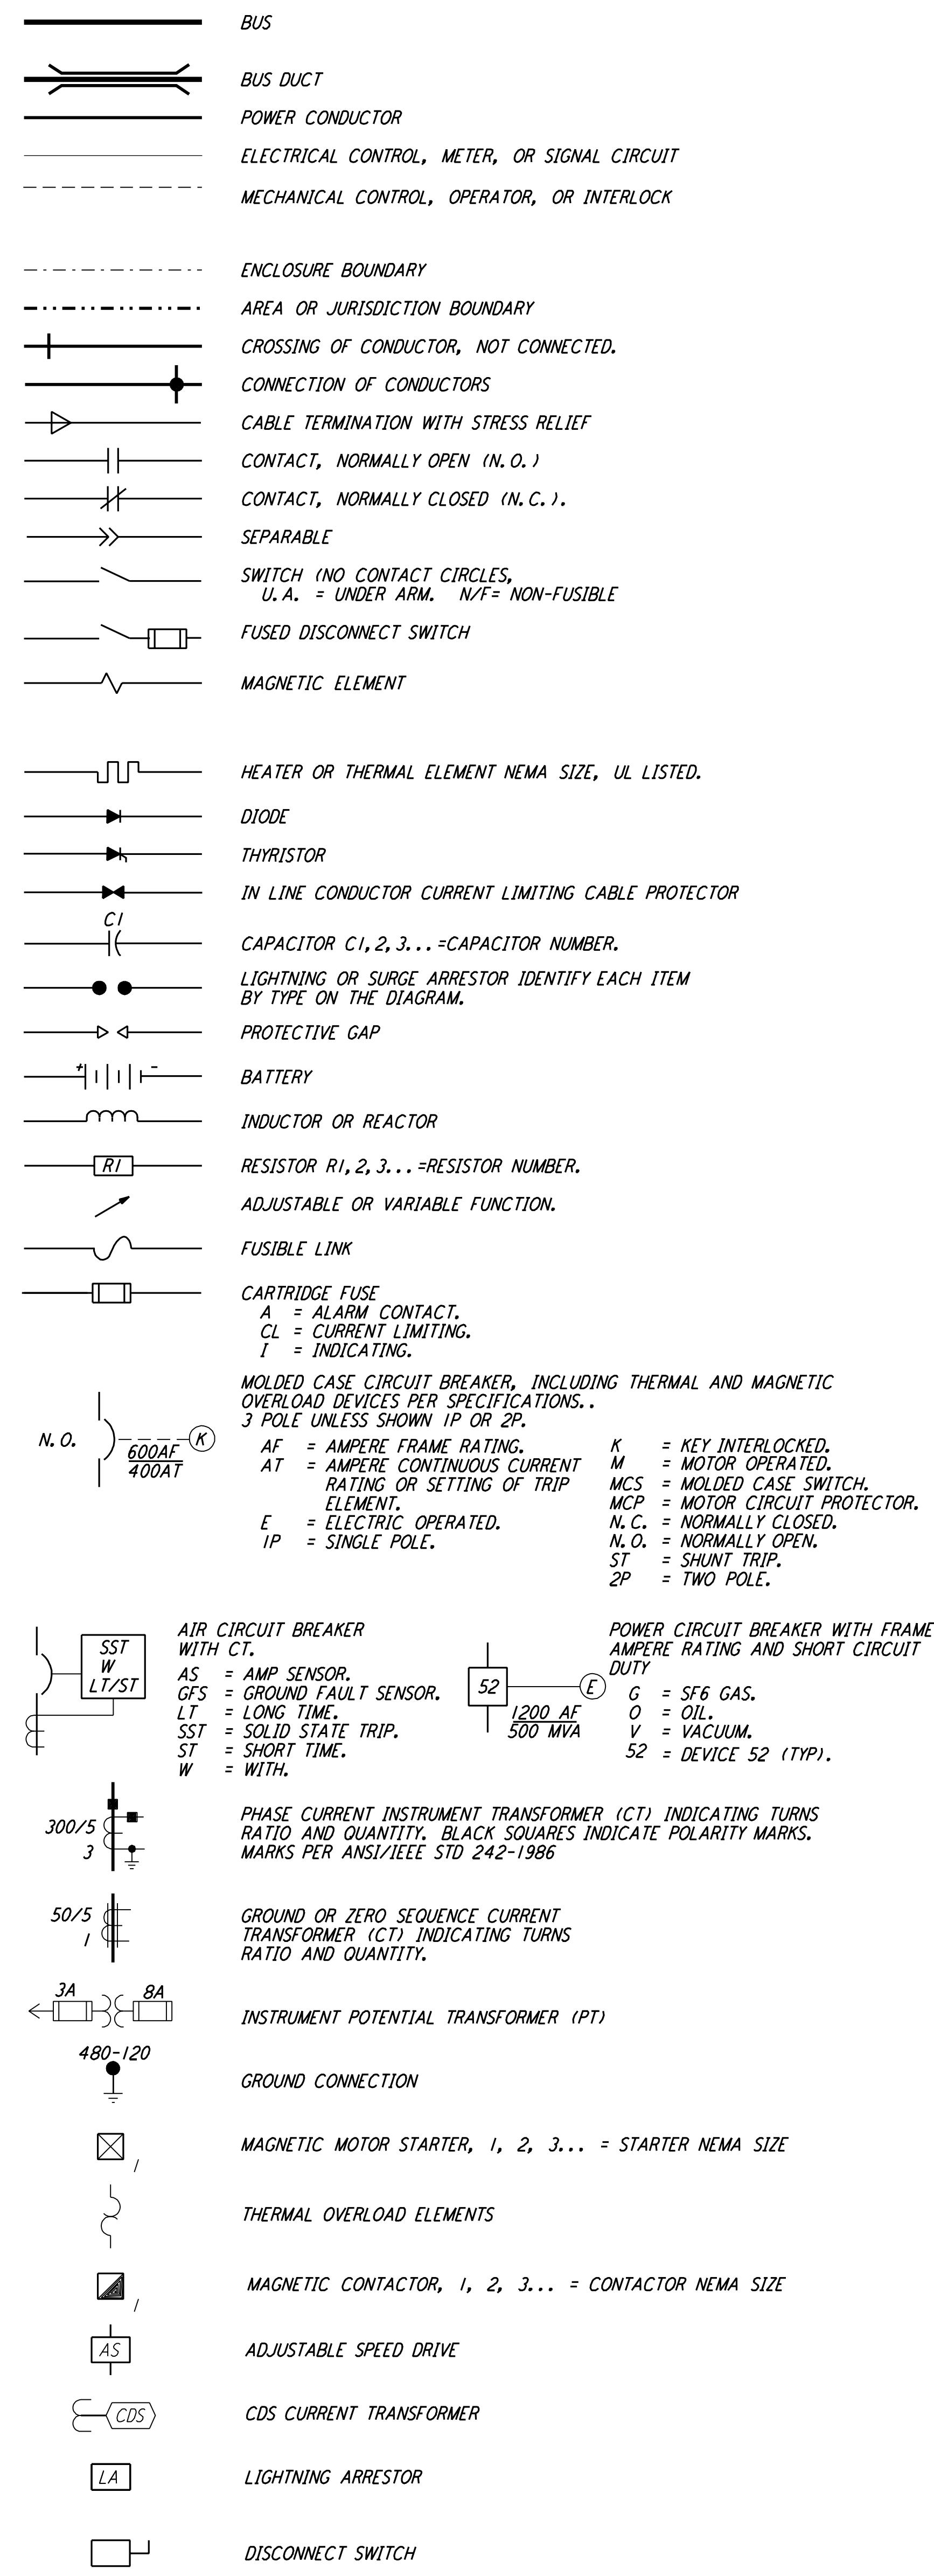 BUS
BUS DUCT
POWER CONDUCTOR
ELECTRICAL CONTROL, METER, OR SIGNAL CIRCUIT
MECHANICAL CONTROL, OPERATOR, OR INTERLOCK
ENCLOSURE BOUNDARY
AREA OR JURISDICTION BOUNDARY
CROSSING OF CONDUCTOR, NOT CONNECTED.
CONNECTION OF CONDUCTORS
CABLE TERMINATION WITH STRESS RELIEF
CONTACT, NORMALLY OPEN (N.O.)
CONTACT, NORMALLY CLOSED (N.C.).
SEPARABLE
SWITCH (NO CONTACT CIRCLES,
U.A. = UNDER ARM. N/F= NON-FUSIBLE
FUSED DISCONNECT SWITCH
MAGNETIC ELEMENT
HEATER OR THERMAL ELEMENT NEMA SIZE, UL LISTED.
DIODE
THYRISTOR
IN LINE CONDUCTOR CURRENT LIMITING CABLE PROTECTOR
C1
CAPACITOR C1,2,3...=CAPACITOR NUMBER.
LIGHTNING OR SURGE ARRESTOR IDENTIFY EACH ITEM
BY TYPE ON THE DIAGRAM.
PROTECTIVE GAP
+ -
BATTERY
INDUCTOR OR REACTOR
R1
RESISTOR R1,2,3...=RESISTOR NUMBER.
ADJUSTABLE OR VARIABLE FUNCTION.
FUSIBLE LINK
CARTRIDGE FUSE
A = ALARM CONTACT.
CL = CURRENT LIMITING.
I = INDICATING.
N.O.
K
600AF
400AT
MOLDED CASE CIRCUIT BREAKER, INCLUDING THERMAL AND MAGNETIC
OVERLOAD DEVICES PER SPECIFICATIONS..
3 POLE UNLESS SHOWN 1P OR 2P.
AF = AMPERE FRAME RATING.
AT = AMPERE CONTINUOUS CURRENT
RATING OR SETTING OF TRIP
ELEMENT.
E = ELECTRIC OPERATED.
1P = SINGLE POLE.
K = KEY INTERLOCKED.
M = MOTOR OPERATED.
MCS = MOLDED CASE SWITCH.
MCP = MOTOR CIRCUIT PROTECTOR.
N.C. = NORMALLY CLOSED.
N.O. = NORMALLY OPEN.
ST = SHUNT TRIP.
2P = TWO POLE.
SST
W
LT/ST
AIR CIRCUIT BREAKER
WITH CT.
AS = AMP SENSOR.
GFS = GROUND FAULT SENSOR.
LT = LONG TIME.
SST = SOLID STATE TRIP.
ST = SHORT TIME.
W = WITH.
52
E
1200 AF
500 MVA
POWER CIRCUIT BREAKER WITH FRAME
AMPERE RATING AND SHORT CIRCUIT
DUTY
G = SF6 GAS.
O = OIL.
V = VACUUM.
52 = DEVICE 52 (TYP).
300/5
3
PHASE CURRENT INSTRUMENT TRANSFORMER (CT) INDICATING TURNS
RATIO AND QUANTITY. BLACK SQUARES INDICATE POLARITY MARKS.
MARKS PER ANSI/IEEE STD 242-1986
50/5
1
GROUND OR ZERO SEQUENCE CURRENT
TRANSFORMER (CT) INDICATING TURNS
RATIO AND QUANTITY.
3A 8A
INSTRUMENT POTENTIAL TRANSFORMER (PT)
480-120
GROUND CONNECTION
1
MAGNETIC MOTOR STARTER, 1, 2, 3... = STARTER NEMA SIZE
THERMAL OVERLOAD ELEMENTS
1
MAGNETIC CONTACTOR, 1, 2, 3... = CONTACTOR NEMA SIZE
AS
ADJUSTABLE SPEED DRIVE
CDS
CDS CURRENT TRANSFORMER
LA
LIGHTNING ARRESTOR
DISCONNECT SWITCH